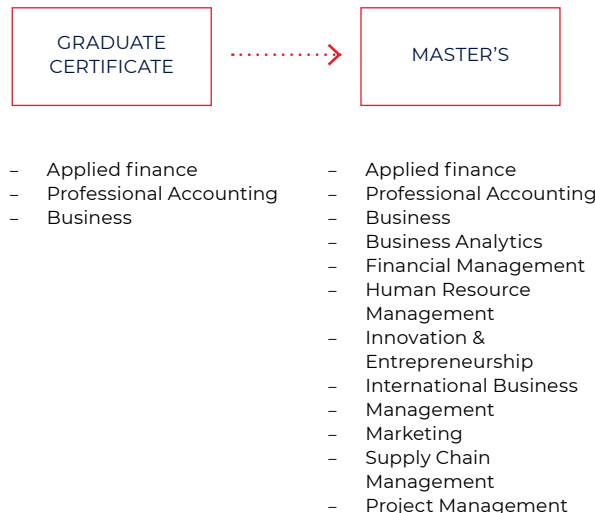 GRADUATE
CERTIFICATE
MASTER'S
– Applied finance
– Professional Accounting
– Business
– Applied finance
– Professional Accounting
– Business
– Business Analytics
– Financial Management
– Human Resource
Management
– Innovation &
Entrepreneurship
– International Business
– Management
– Marketing
– Supply Chain
Management
– Project Management